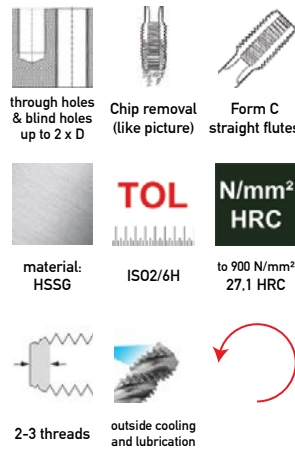 through holes
& blind holes
up to 2 x D
Chip removal
(like picture)
Form C
straight flutes
TOL
N/mm²
HRC
material:
HSSG
ISO2/6H
to 900 N/mm²
27,1 HRC
2-3 threads
outside cooling
and lubrication